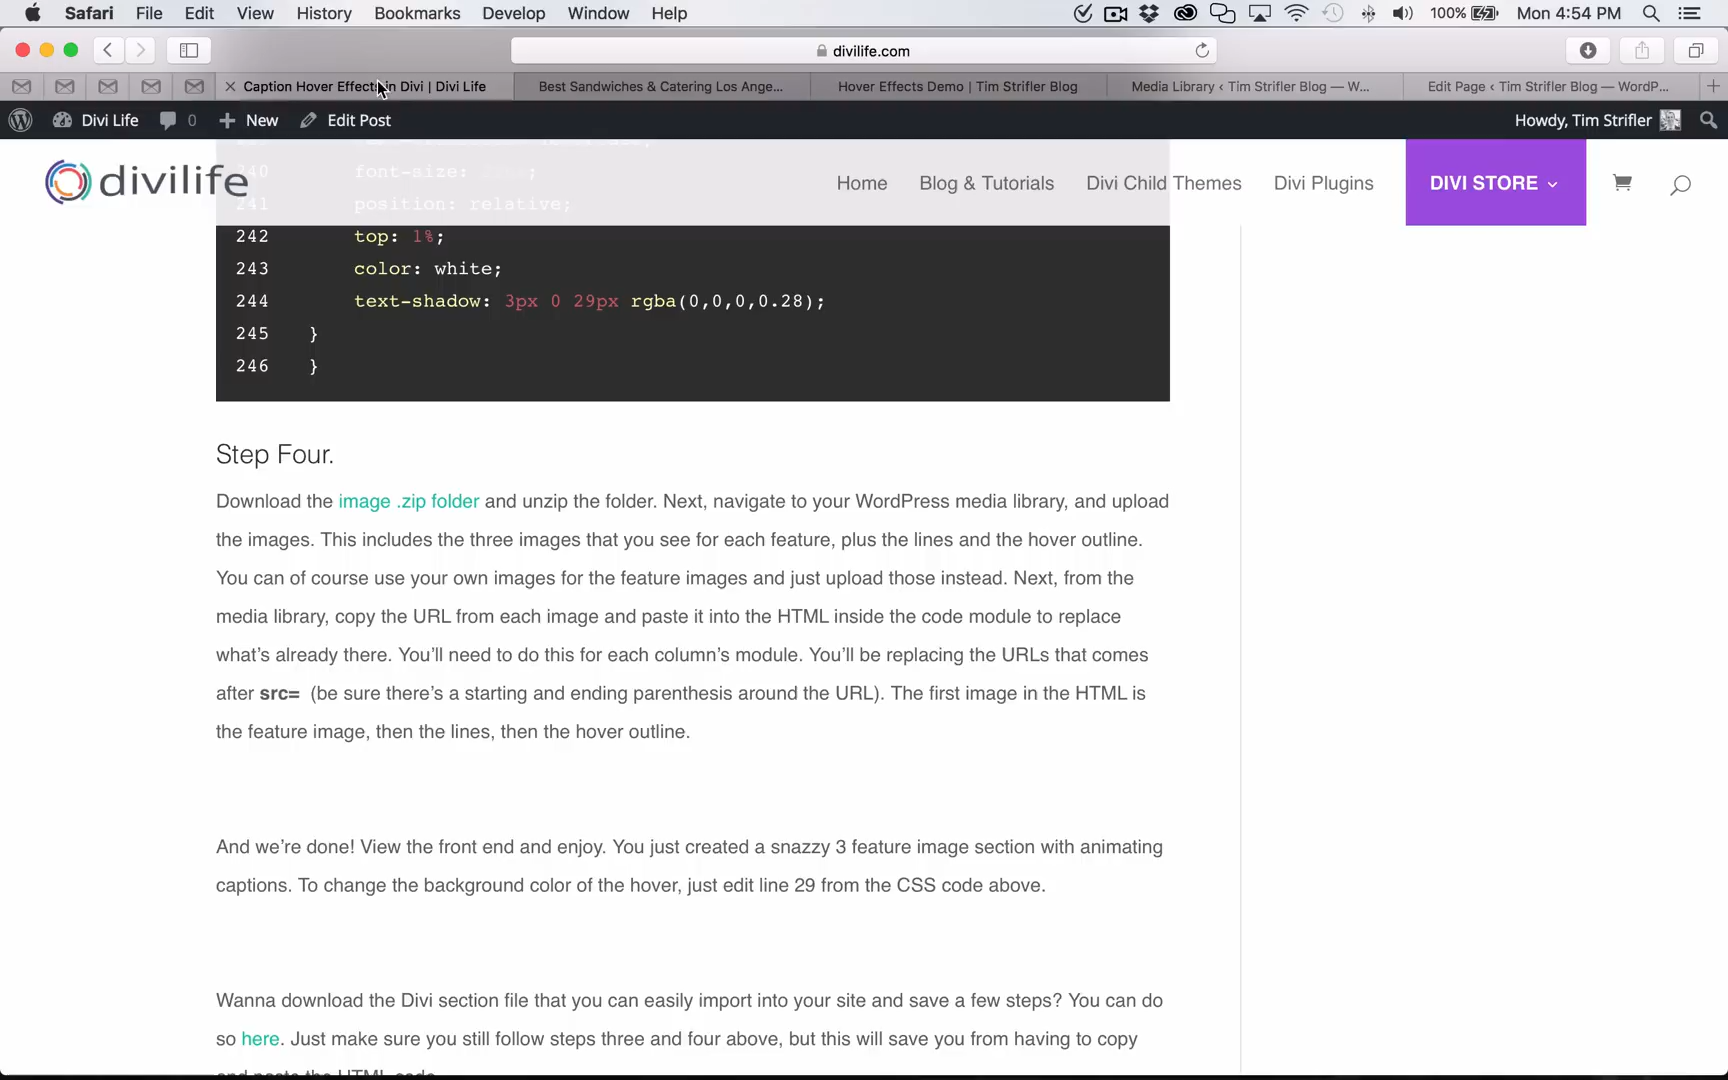 Safari File Edit View History Bookmarks Develop Window Help 100% Mon 4:54 PM
divilife.com
Caption Hover Effects in Divi | Divi Life Best Sandwiches & Catering Los Ange... Hover Effects Demo | Tim Strifler Blog Media Library ‹ Tim Strifler Blog — W... Edit Page ‹ Tim Strifler Blog — WordP...
Divi Life 0 New Edit Post Howdy, Tim Strifler
divilife Home Blog & Tutorials Divi Child Themes Divi Plugins DIVI STORE
240 font-size: ;
241 position: relative;
242 top: 1%;
243 color: white;
244 text-shadow: 3px 0 29px rgba(0,0,0,0.28);
245 }
246 }
Step Four.
Download the image .zip folder and unzip the folder. Next, navigate to your WordPress media library, and upload
the images. This includes the three images that you see for each feature, plus the lines and the hover outline.
You can of course use your own images for the feature images and just upload those instead. Next, from the
media library, copy the URL from each image and paste it into the HTML inside the code module to replace
what's already there. You'll need to do this for each column's module. You'll be replacing the URLs that comes
after src= (be sure there's a starting and ending parenthesis around the URL). The first image in the HTML is
the feature image, then the lines, then the hover outline.
And we're done! View the front end and enjoy. You just created a snazzy 3 feature image section with animating
captions. To change the background color of the hover, just edit line 29 from the CSS code above.
Wanna download the Divi section file that you can easily import into your site and save a few steps? You can do
so here. Just make sure you still follow steps three and four above, but this will save you from having to copy
and paste the HTML code.